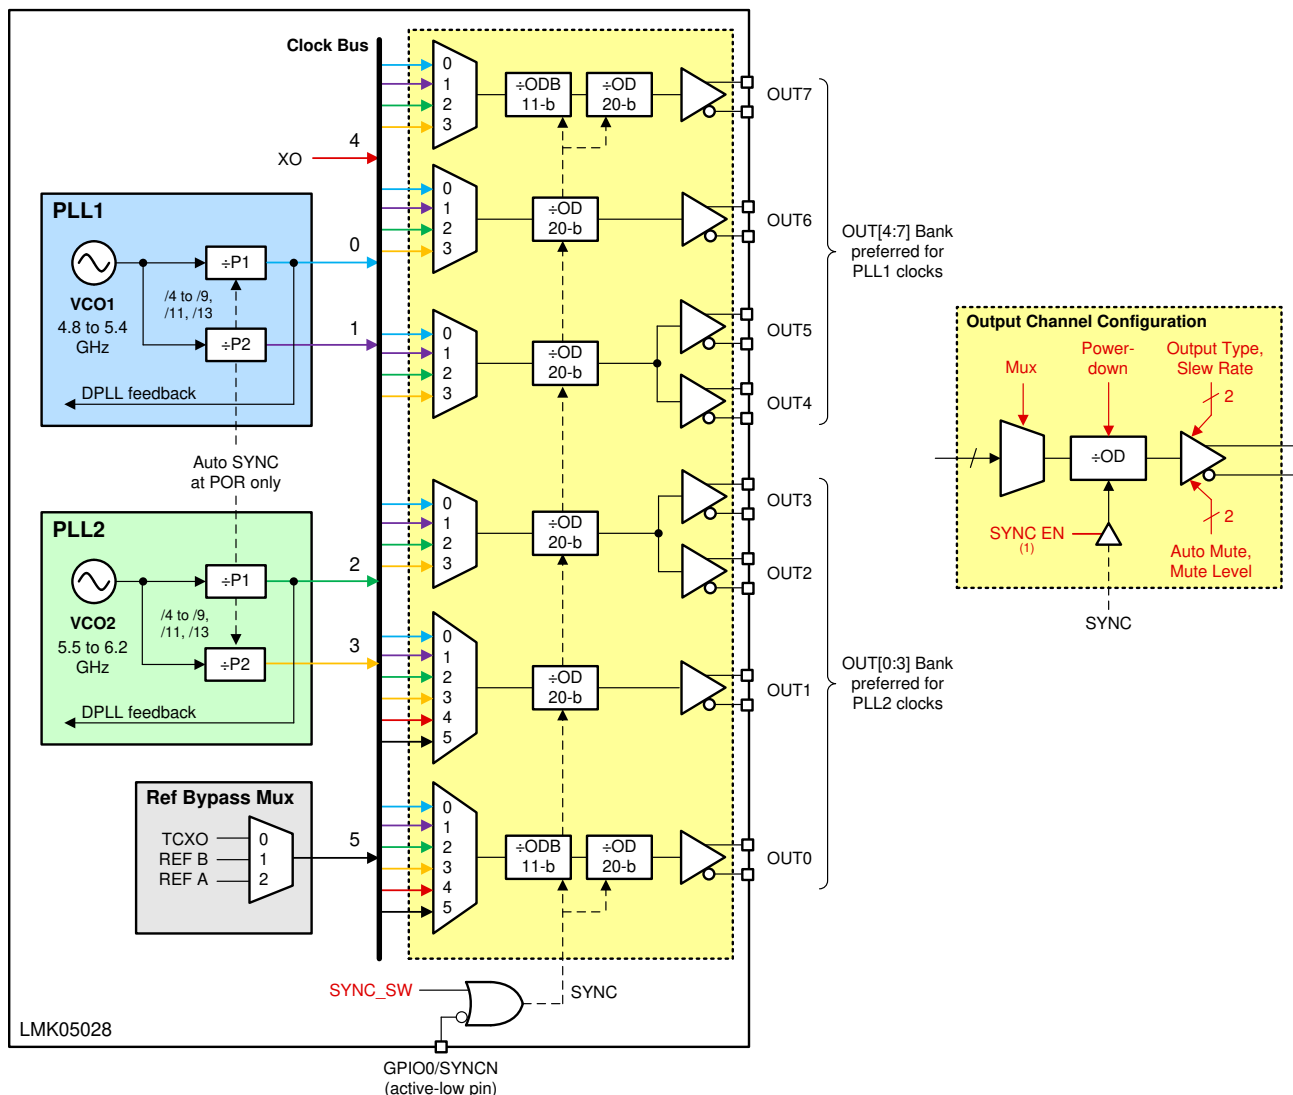 Clock Bus
0
1
2
3
÷ODB
11-b
÷OD
20-b
OUT7
XO
4
0
1
2
3
÷OD
20-b
OUT6
OUT[4:7] Bank
preferred for
PLL1 clocks
PLL1
VCO1
4.8 to 5.4
GHz
÷P1
/4 to /9,
/11, /13
÷P2
DPLL feedback
0
1
0
1
2
3
÷OD
20-b
OUT5
OUT4
Auto SYNC
at POR only
0
1
2
3
÷OD
20-b
OUT3
OUT2
PLL2
VCO2
5.5 to 6.2
GHz
÷P1
/4 to /9,
/11, /13
÷P2
DPLL feedback
2
3
0
1
2
3
4
5
÷OD
20-b
OUT1
OUT[0:3] Bank
preferred for
PLL2 clocks
Ref Bypass Mux
TCXO
REF B
REF A
0
1
2
5
0
1
2
3
4
5
÷ODB
11-b
÷OD
20-b
OUT0
SYNC_SW
SYNC
LMK05028
GPIO0/SYNCN
(active-low pin)
Output Channel Configuration
Mux
Power-
down
Output Type,
Slew Rate
2
÷OD
SYNC EN
(1)
2
Auto Mute,
Mute Level
SYNC